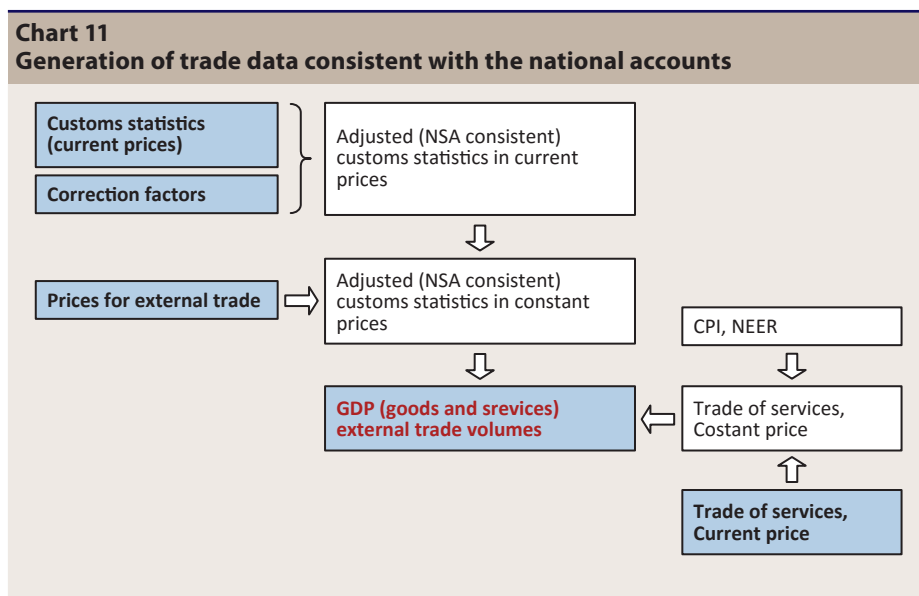 Chart 11
Generation of trade data consistent with the national accounts
Customs statistics
(current prices)
Correction factors
Adjusted (NSA consistent)
customs statistics in current
prices
Prices for external trade
Adjusted (NSA consistent)
customs statistics in constant
prices
CPI, NEER
GDP (goods and srevices)
external trade volumes
Trade of services,
Costant price
Trade of services,
Current price